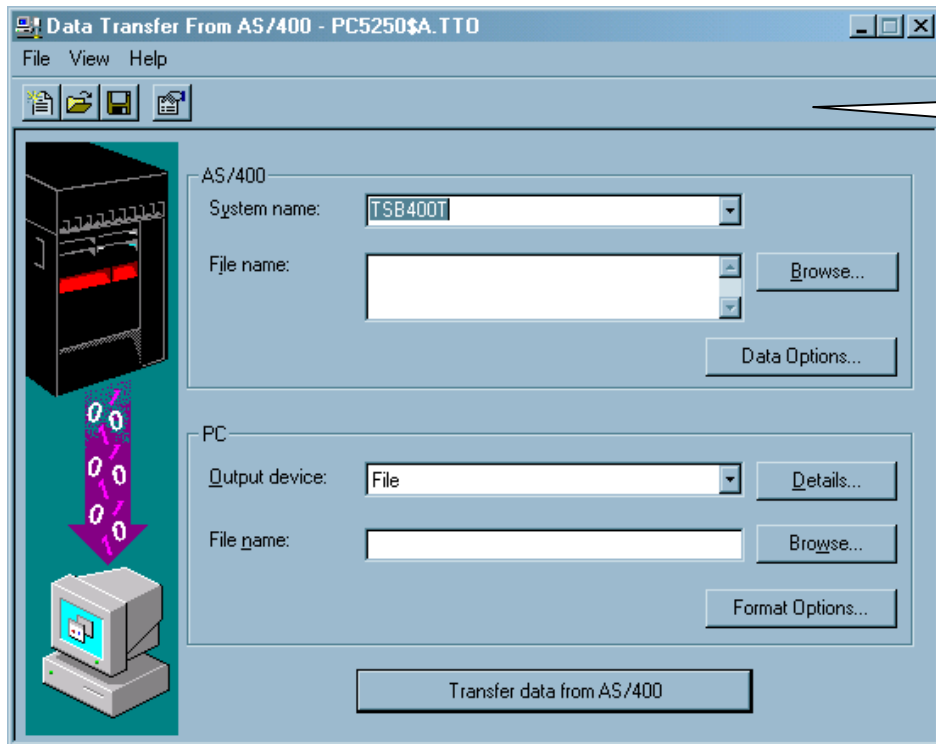 Data Transfer From AS/400 - PC5250$A.TTO
File View Help
AS/400
System name: TSB400T
File name: Browse...
Data Options...
PC
Output device: File Details...
File name: Browse...
Format Options...
Transfer data from AS/400